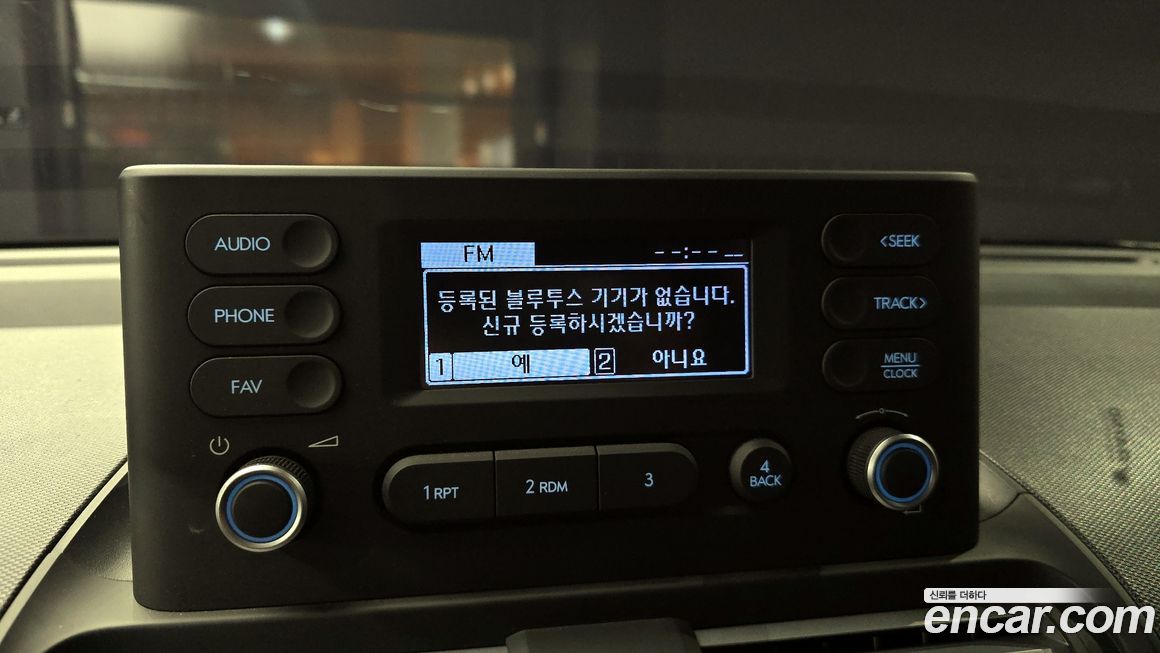 AUDIO
PHONE
FAV
FM
--:-- __
등록된 블루투스 기기가 없습니다.
신규 등록하시겠습니까?
1 예 2 아니요
<SEEK
TRACK>
MENU
CLOCK
1 RPT
2 RDM
3
4
BACK
신뢰를 더하다
encar.com